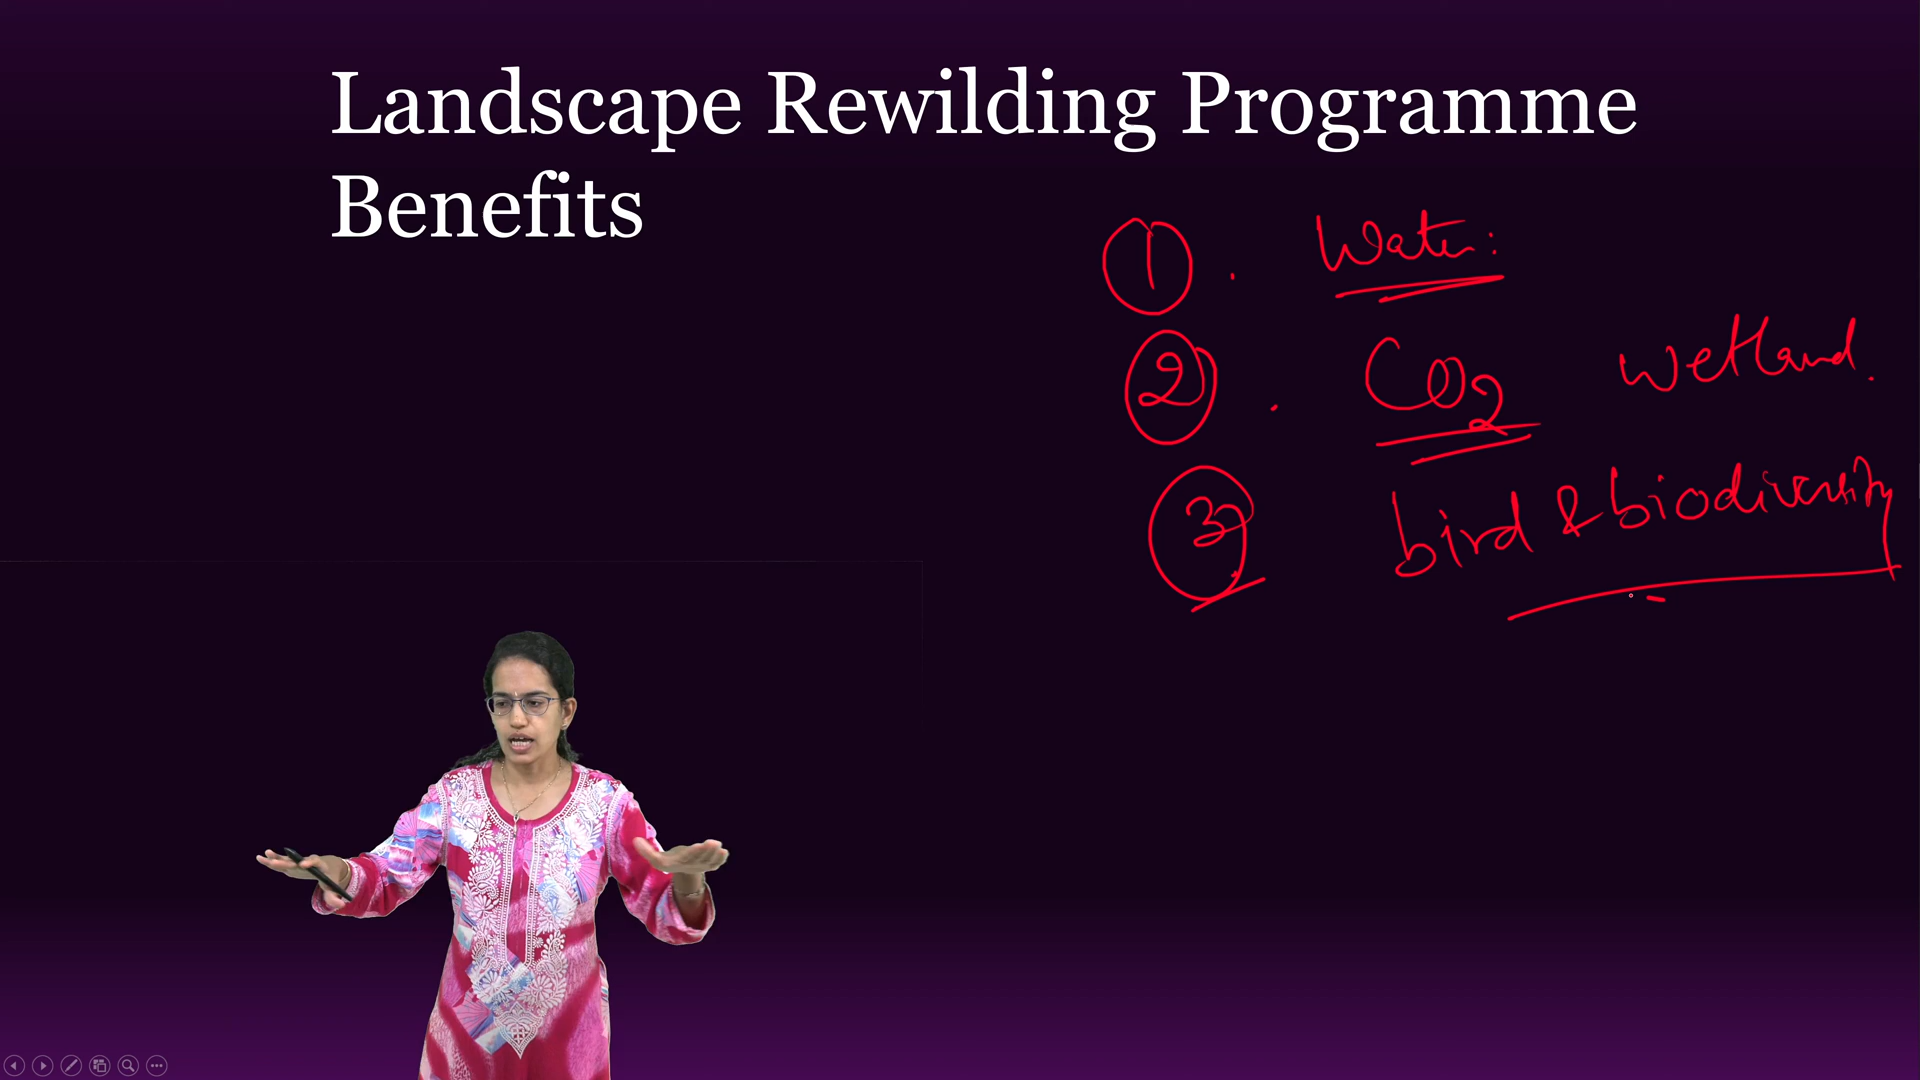 Landscape Rewilding Programme
Benefits
1. Water:
2. CO2 wetland.
3 bird & biodiversity